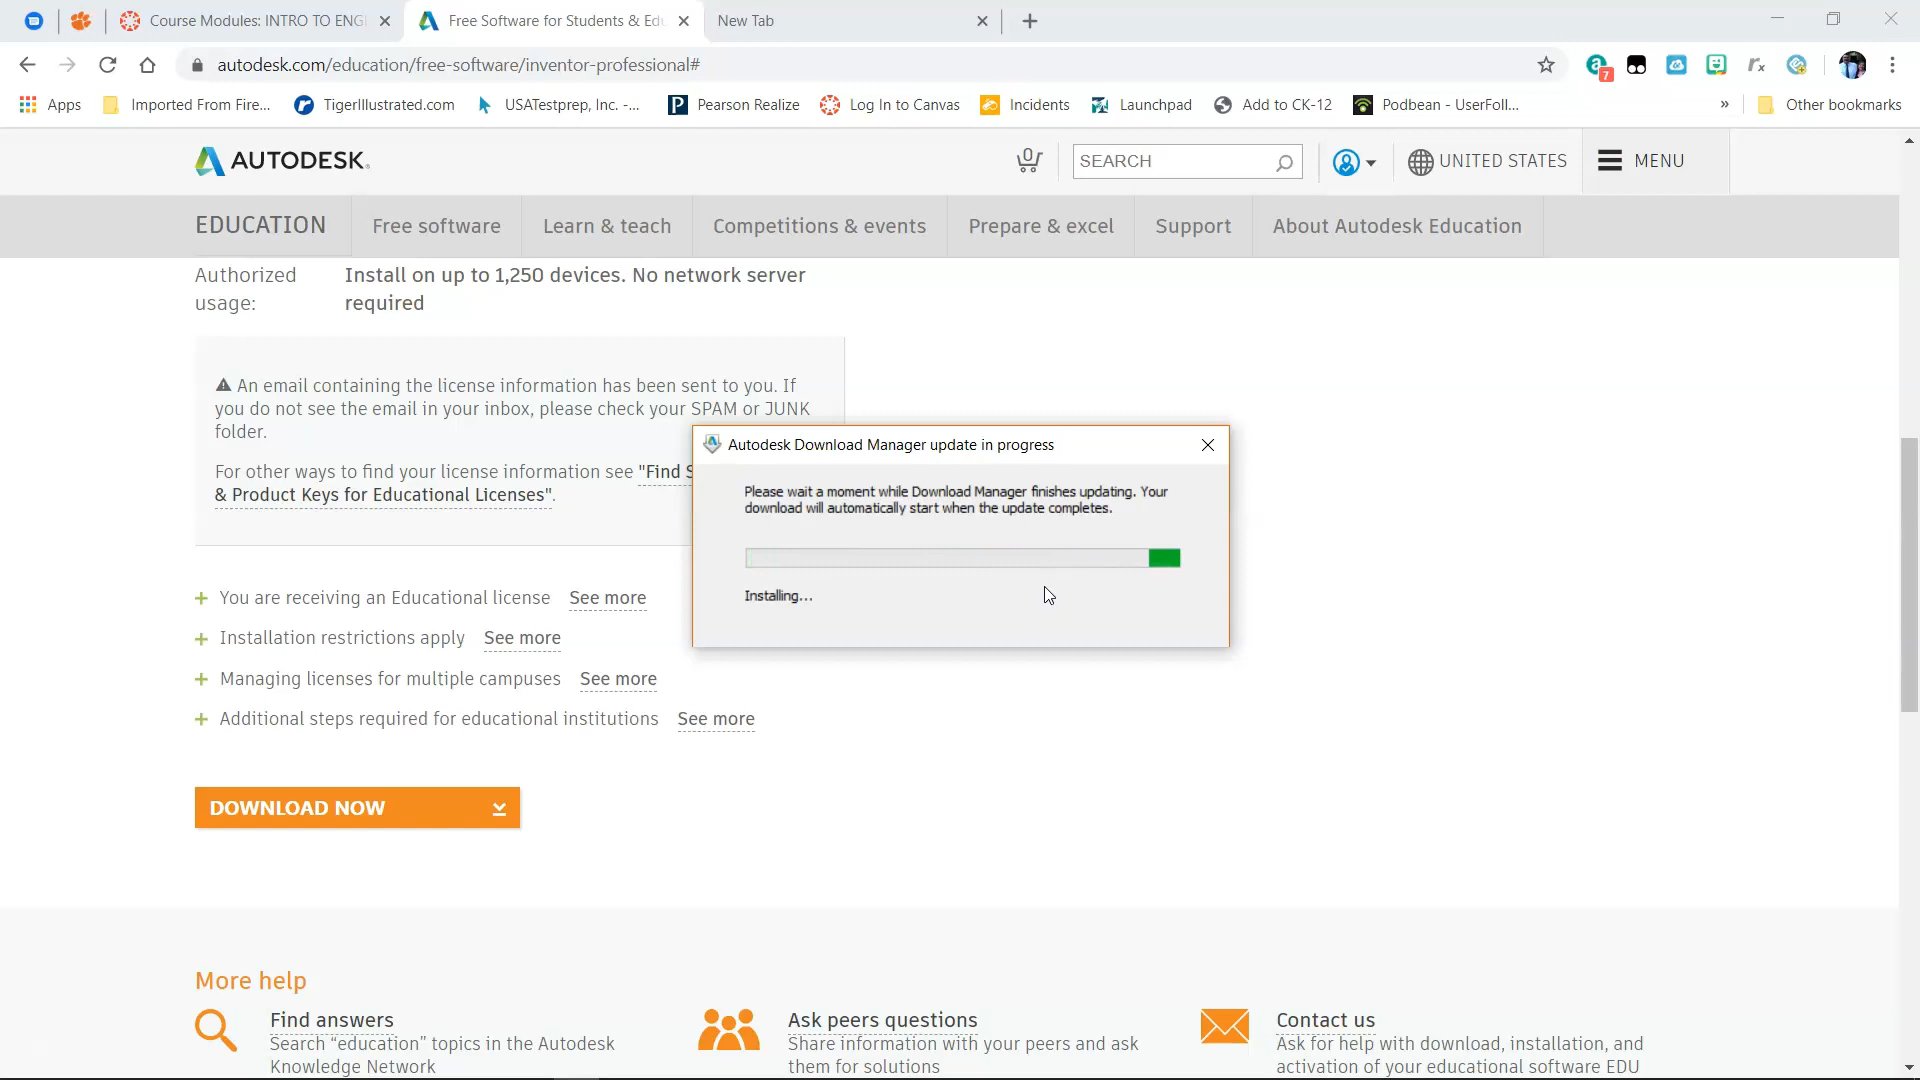 Course Modules: INTRO TO ENG
Free Software for Students & Edu
New Tab
autodesk.com/education/free-software/inventor-professional#
7
Apps
Imported From Fire...
TigerIllustrated.com
USATestprep, Inc. -...
Pearson Realize
Log In to Canvas
Incidents
Launchpad
Add to CK-12
Podbean - UserFoll...
»
Other bookmarks
AUTODESK.
0
SEARCH
UNITED STATES
MENU
EDUCATION
Free software
Learn & teach
Competitions & events
Prepare & excel
Support
About Autodesk Education
Authorized
usage:
Install on up to 1,250 devices. No network server
required
An email containing the license information has been sent to you. If
you do not see the email in your inbox, please check your SPAM or JUNK
folder.
For other ways to find your license information see "Find S
& Product Keys for Educational Licenses".
Autodesk Download Manager update in progress
Please wait a moment while Download Manager finishes updating. Your
download will automatically start when the update completes.
Installing...
+ You are receiving an Educational license See more
+ Installation restrictions apply See more
+ Managing licenses for multiple campuses See more
+ Additional steps required for educational institutions See more
DOWNLOAD NOW
More help
Find answers
Search “education” topics in the Autodesk
Knowledge Network
Ask peers questions
Share information with your peers and ask
them for solutions
Contact us
Ask for help with download, installation, and
activation of your educational software EDU